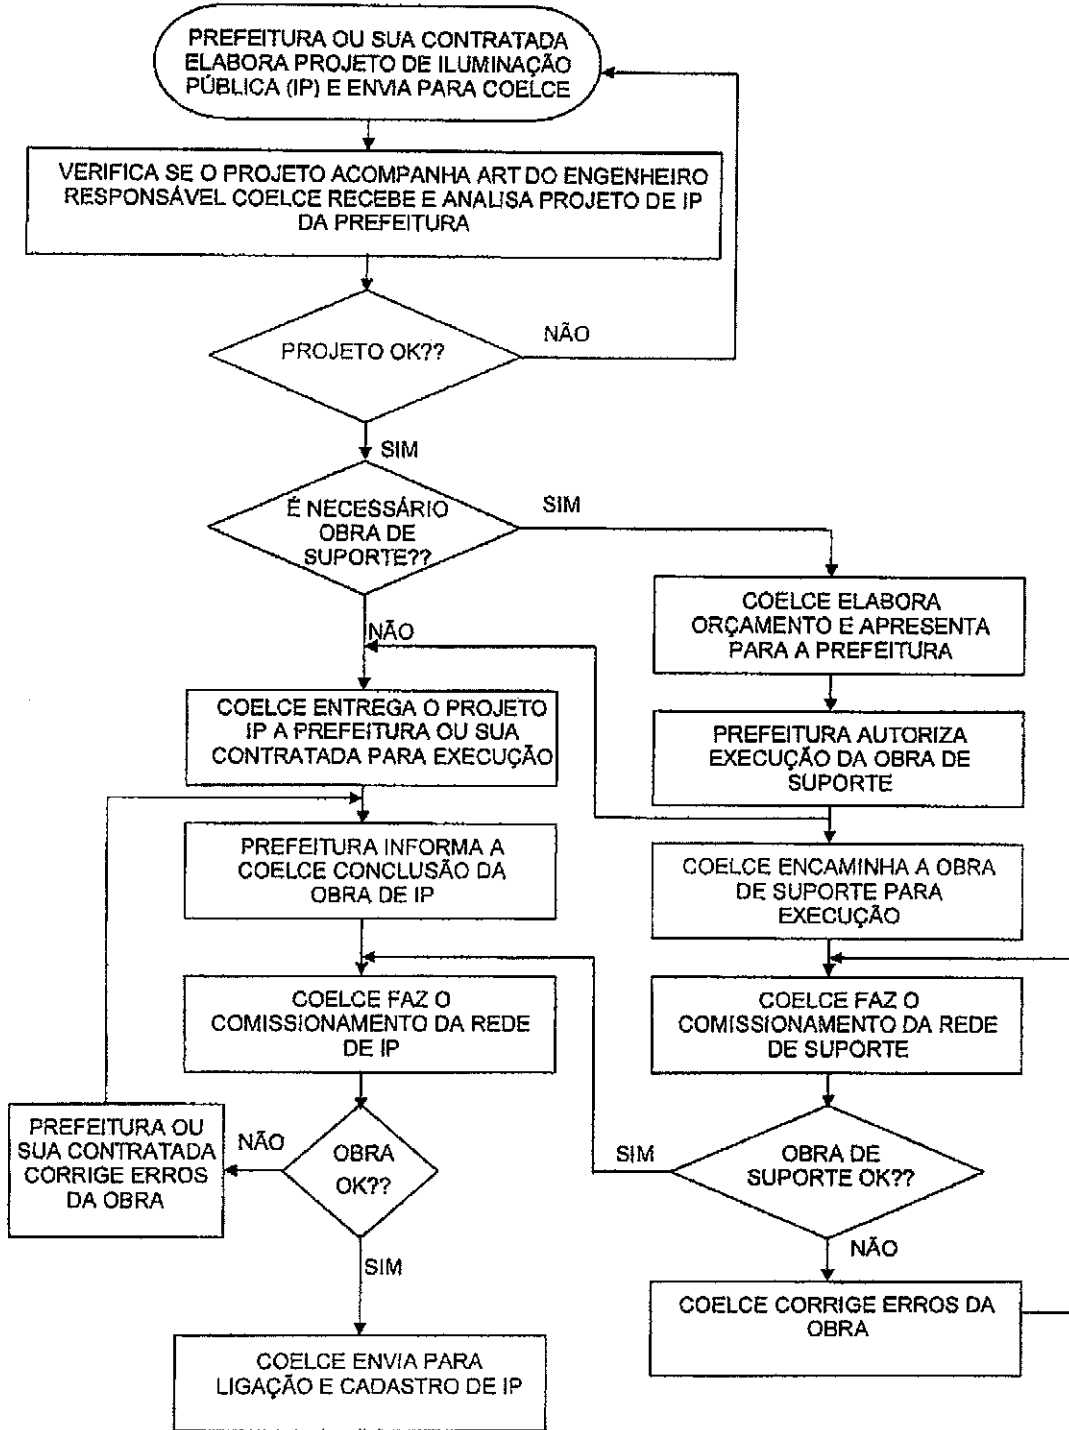 PREFEITURA OU SUA CONTRATADA
ELABORA PROJETO DE ILUMINAÇÃO
PÚBLICA (IP) E ENVIA PARA COELCE
VERIFICA SE O PROJETO ACOMPANHA ART DO ENGENHEIRO
RESPONSÁVEL COELCE RECEBE E ANALISA PROJETO DE IP
DA PREFEITURA
NÃO
PROJETO OK??
SIM
É NECESSÁRIO
OBRA DE
SUPORTE??
SIM
NÃO
COELCE ELABORA
ORÇAMENTO E APRESENTA
PARA A PREFEITURA
COELCE ENTREGA O PROJETO
IP A PREFEITURA OU SUA
CONTRATADA PARA EXECUÇÃO
PREFEITURA AUTORIZA
EXECUÇÃO DA OBRA DE
SUPORTE
PREFEITURA INFORMA A
COELCE CONCLUSÃO DA
OBRA DE IP
COELCE ENCAMINHA A OBRA
DE SUPORTE PARA
EXECUÇÃO
COELCE FAZ O
COMISSIONAMENTO DA REDE
DE IP
COELCE FAZ O
COMISSIONAMENTO DA REDE
DE SUPORTE
PREFEITURA OU
SUA CONTRATADA
CORRIGE ERROS
DA OBRA
NÃO
OBRA
OK??
SIM
OBRA DE
SUPORTE OK??
NÃO
SIM
COELCE CORRIGE ERROS DA
OBRA
COELCE ENVIA PARA
LIGAÇÃO E CADASTRO DE IP